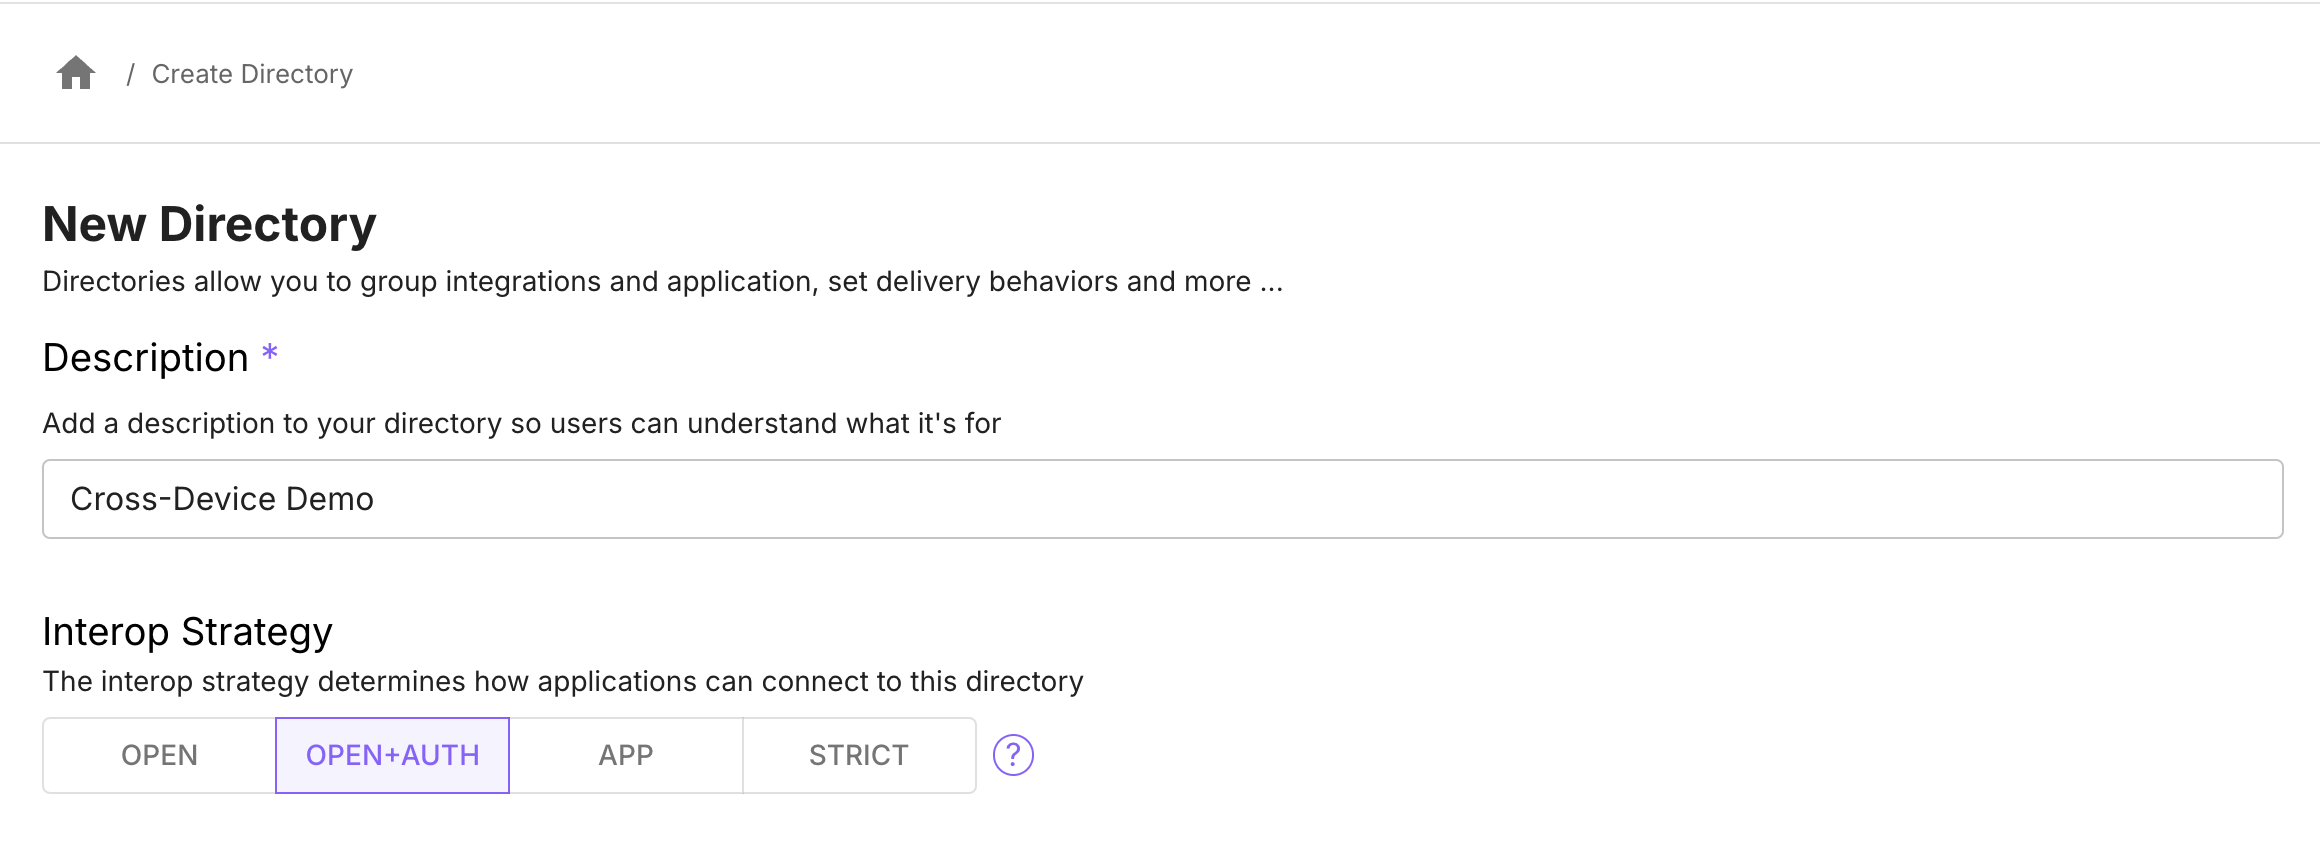 / Create Directory
New Directory
Directories allow you to group integrations and application, set delivery behaviors and more ...
Description *
Add a description to your directory so users can understand what it's for
Cross-Device Demo
Interop Strategy
The interop strategy determines how applications can connect to this directory
OPEN OPEN+AUTH APP STRICT ?